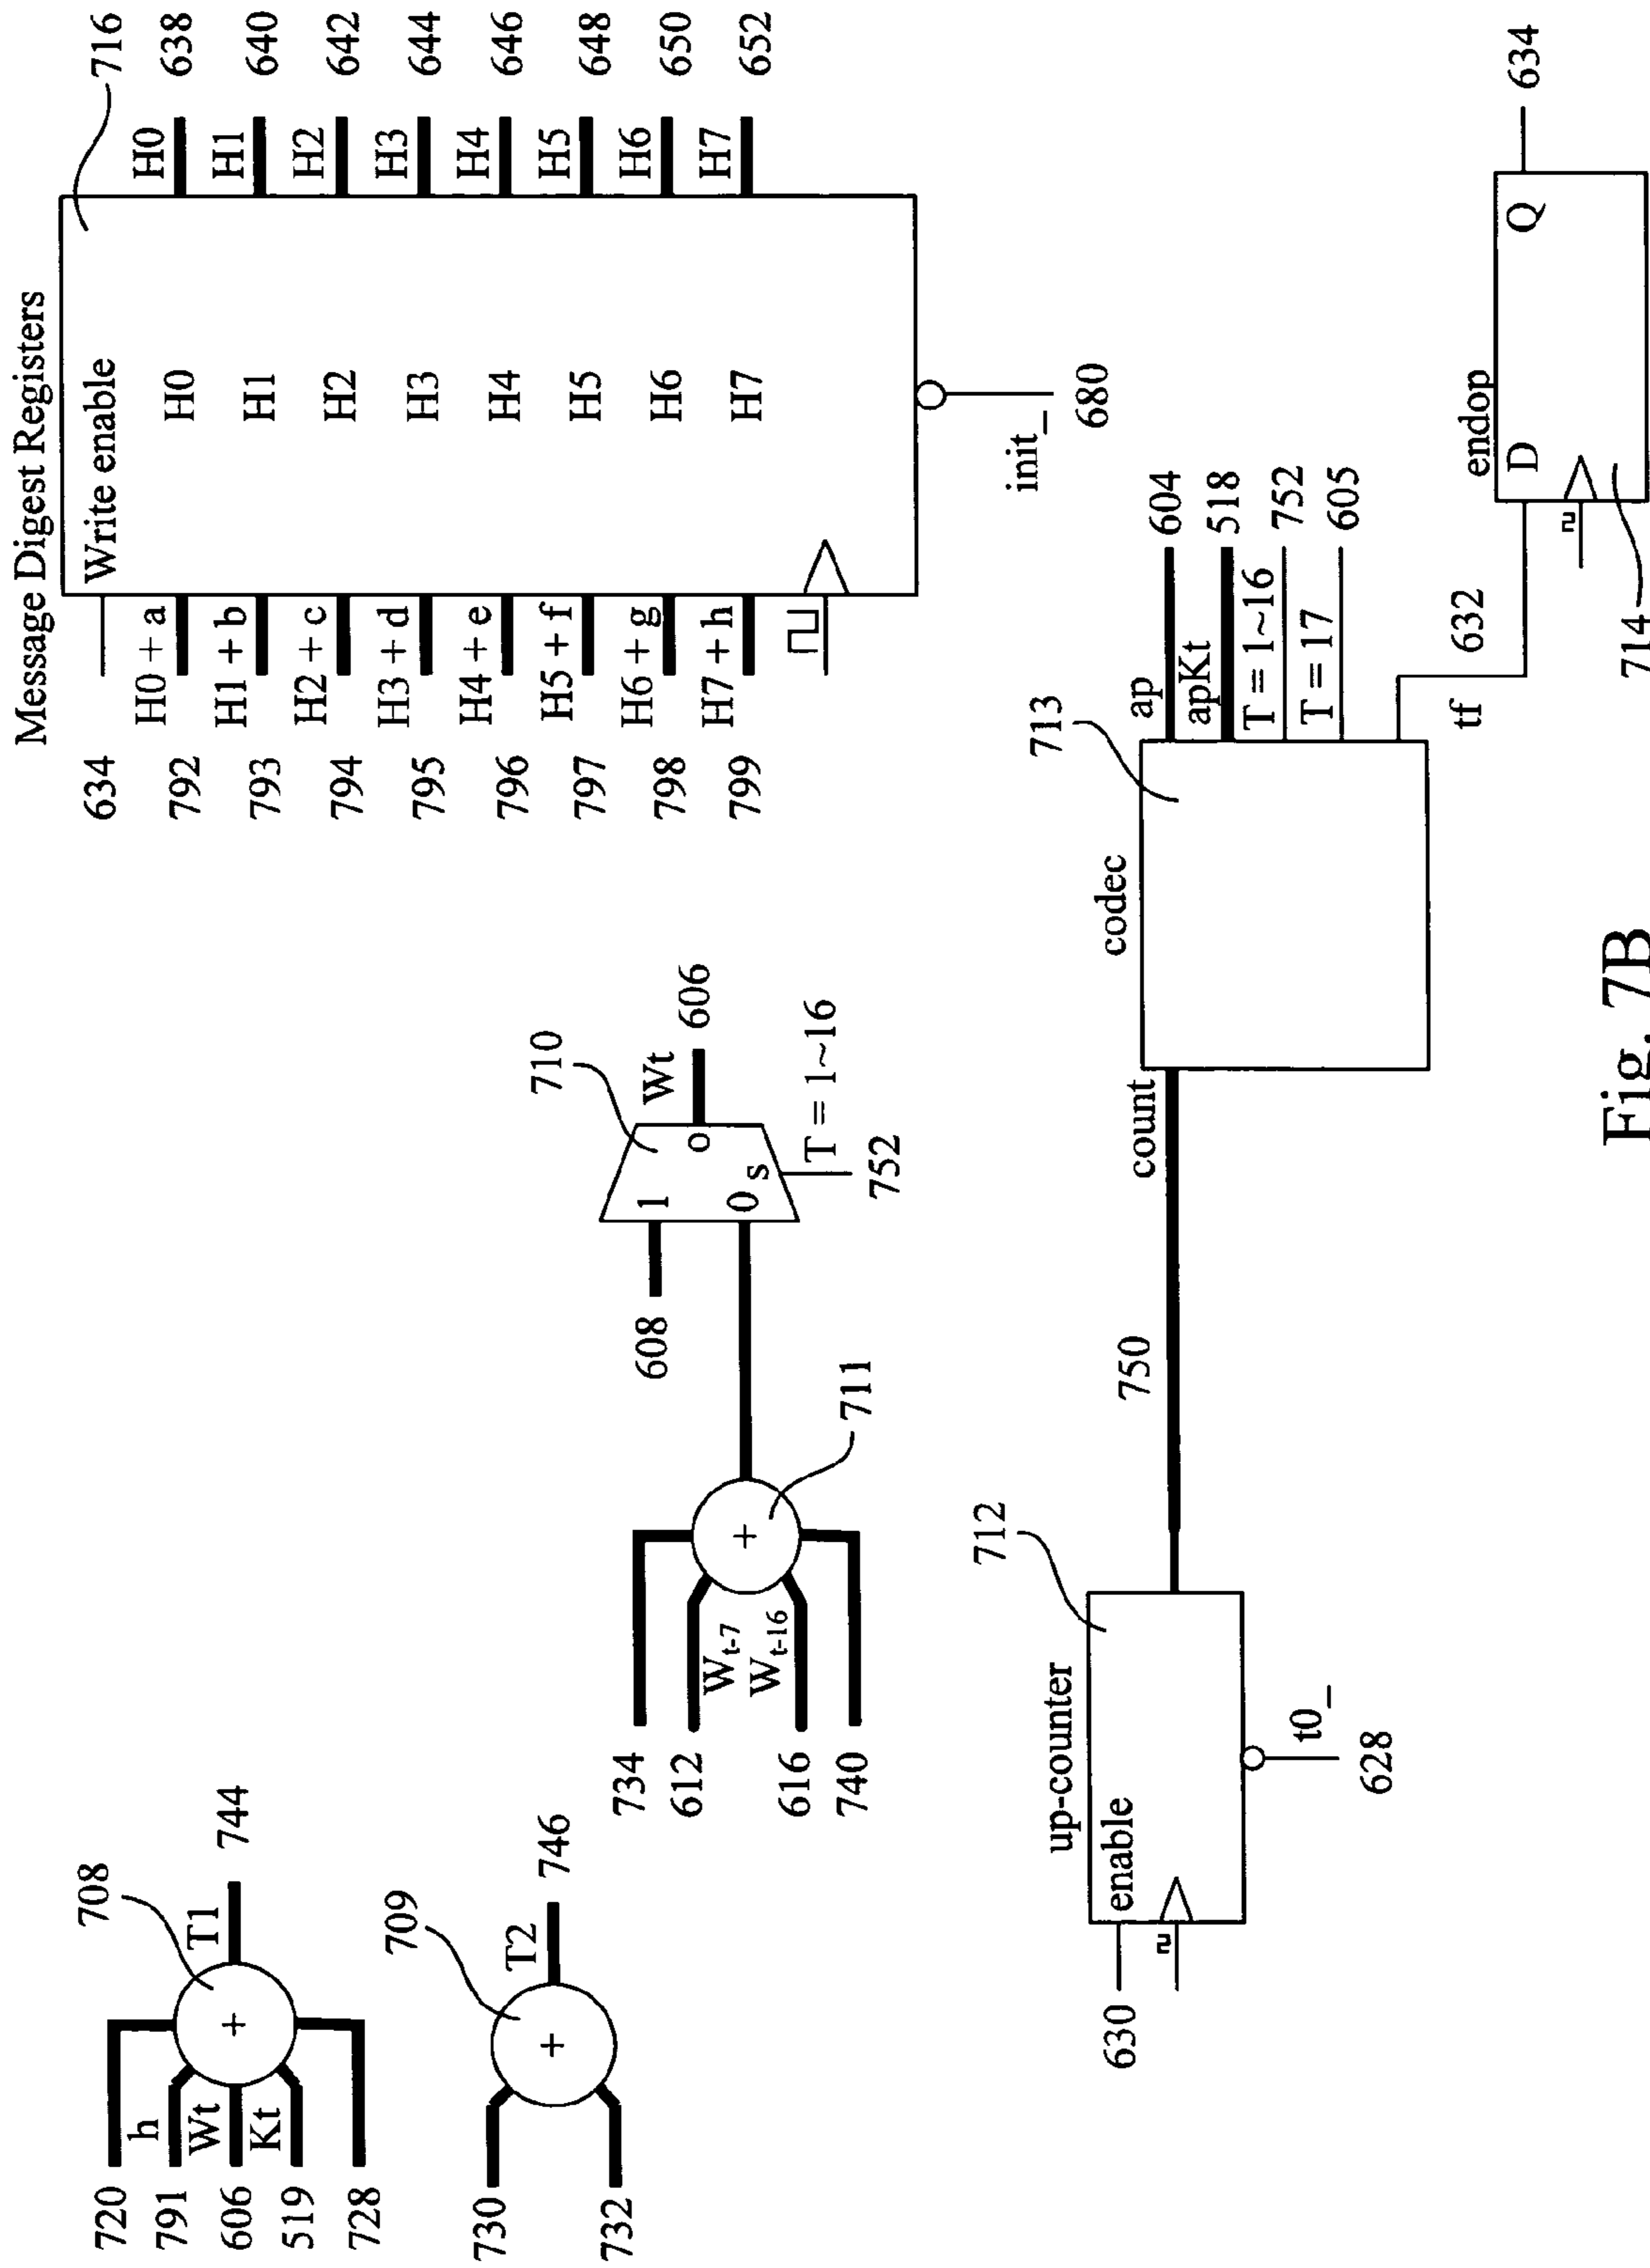 720
h
791
Wt
606
Kt
519
728
708
T1
744
+
730
732
709
T2
746
+
734
612
Wt-7
Wt-16
616
740
+
711
608
1
0
s
o
710
Wt
606
T = 1~16
752
Message Digest Registers
716
634
Write enable
792
H0 + a
H0
H0
638
793
H1 + b
H1
H1
640
794
H2 + c
H2
H2
642
795
H3 + d
H3
H3
644
796
H4 + e
H4
H4
646
797
H5 + f
H5
H5
648
798
H6 + g
H6
H6
650
799
H7 + h
H7
H7
652
init_
680
up-counter
712
630
enable
t0_
628
750
count
codec
713
ap
604
apKt
518
T = 1~16
752
T = 17
605
tf
632
endop
D
Q
634
714
Fig. 7B